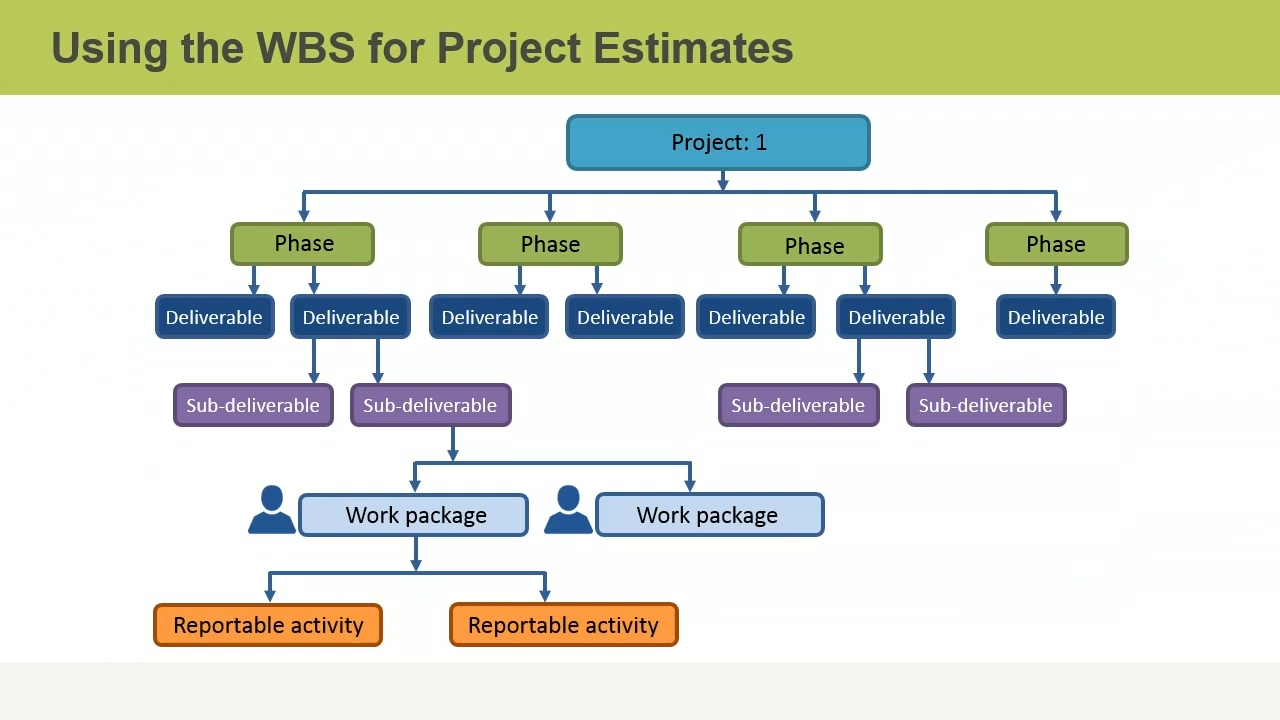 Using the WBS for Project Estimates
Project: 1
Phase
Phase
Phase
Phase
Deliverable
Deliverable
Deliverable
Deliverable
Deliverable
Deliverable
Deliverable
Sub-deliverable
Sub-deliverable
Sub-deliverable
Sub-deliverable
Work package
Work package
Reportable activity
Reportable activity